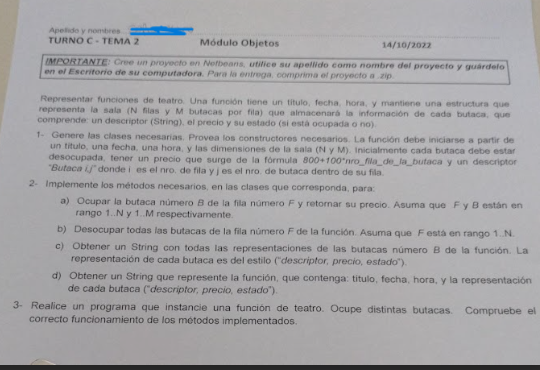 Apellido y nombres
TURNO C - TEMA 2 Módulo Objetos 14/10/2022
IMPORTANTE: Cree un proyecto en Netbeans, utilice su apellido como nombre del proyecto y guárdelo
en el Escritorio de su computadora. Para la entrega, comprima el proyecto a .zip.
Representar funciones de teatro. Una función tiene un título, fecha, hora, y mantiene una estructura que
representa la sala (N filas y M butacas por fila) que almacenará la información de cada butaca, que
comprende: un descriptor (String), el precio y su estado (si está ocupada o no).
1- Genere las clases necesarias. Provea los constructores necesarios. La función debe iniciarse a partir de
un título, una fecha, una hora, y las dimensiones de la sala (N y M). Inicialmente cada butaca debe estar
desocupada, tener un precio que surge de la fórmula 800+100*nro_fila_de_la_butaca y un descriptor
"Butaca i,j" donde i es el nro. de fila y j es el nro. de butaca dentro de su fila.
2- Implemente los métodos necesarios, en las clases que corresponda, para:
a) Ocupar la butaca número B de la fila número F y retornar su precio. Asuma que F y B están en
rango 1..N y 1..M respectivamente.
b) Desocupar todas las butacas de la fila número F de la función. Asuma que F está en rango 1..N.
c) Obtener un String con todas las representaciones de las butacas número B de la función. La
representación de cada butaca es del estilo ("descriptor, precio, estado").
d) Obtener un String que represente la función, que contenga: título, fecha, hora, y la representación
de cada butaca ("descriptor, precio, estado").
3- Realice un programa que instancie una función de teatro. Ocupe distintas butacas. Compruebe el
correcto funcionamiento de los métodos implementados.